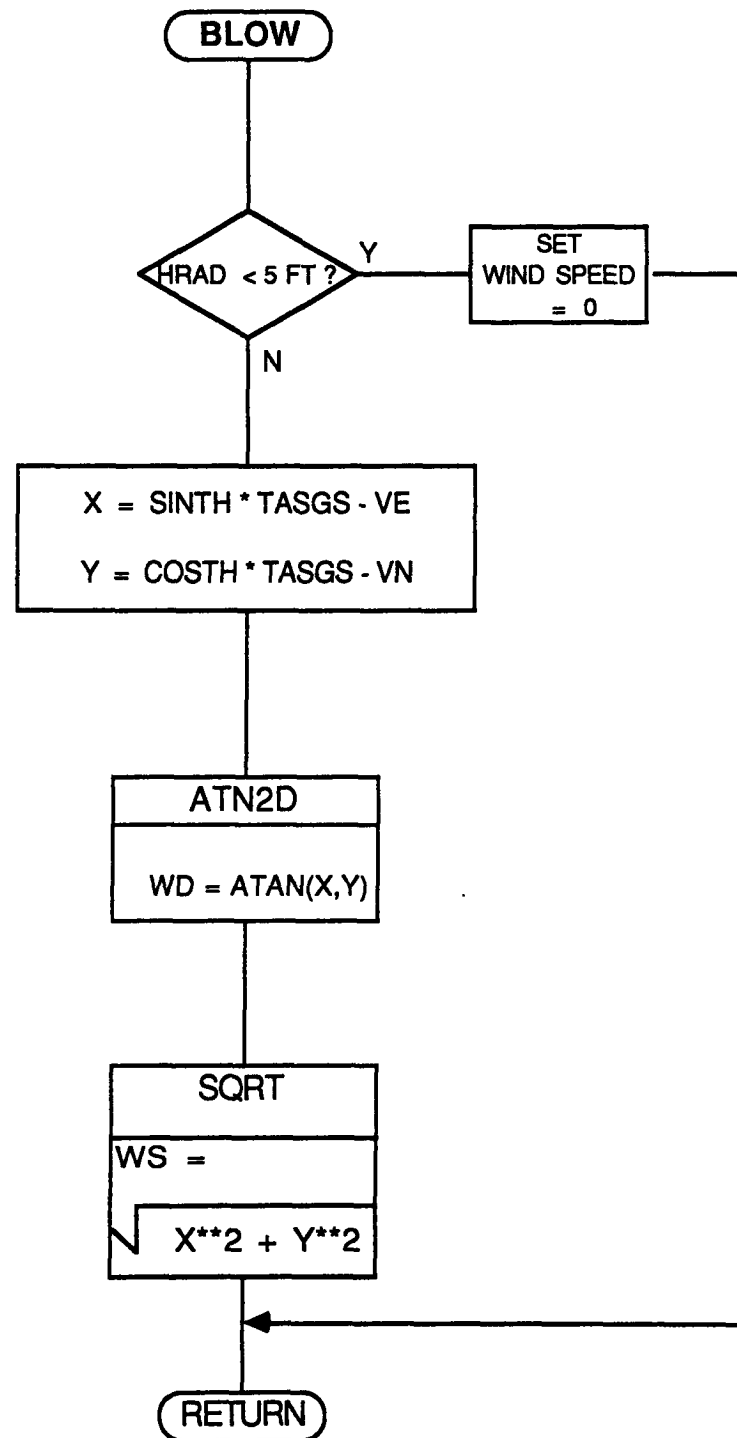 BLOW
HRAD < 5 FT ?
Y
SET
WIND SPEED
= 0
N
X = SINTH * TASGS - VE
Y = COSTH * TASGS - VN
ATN2D
WD = ATAN(X,Y)
SQRT
WS =
√ X**2 + Y**2
RETURN